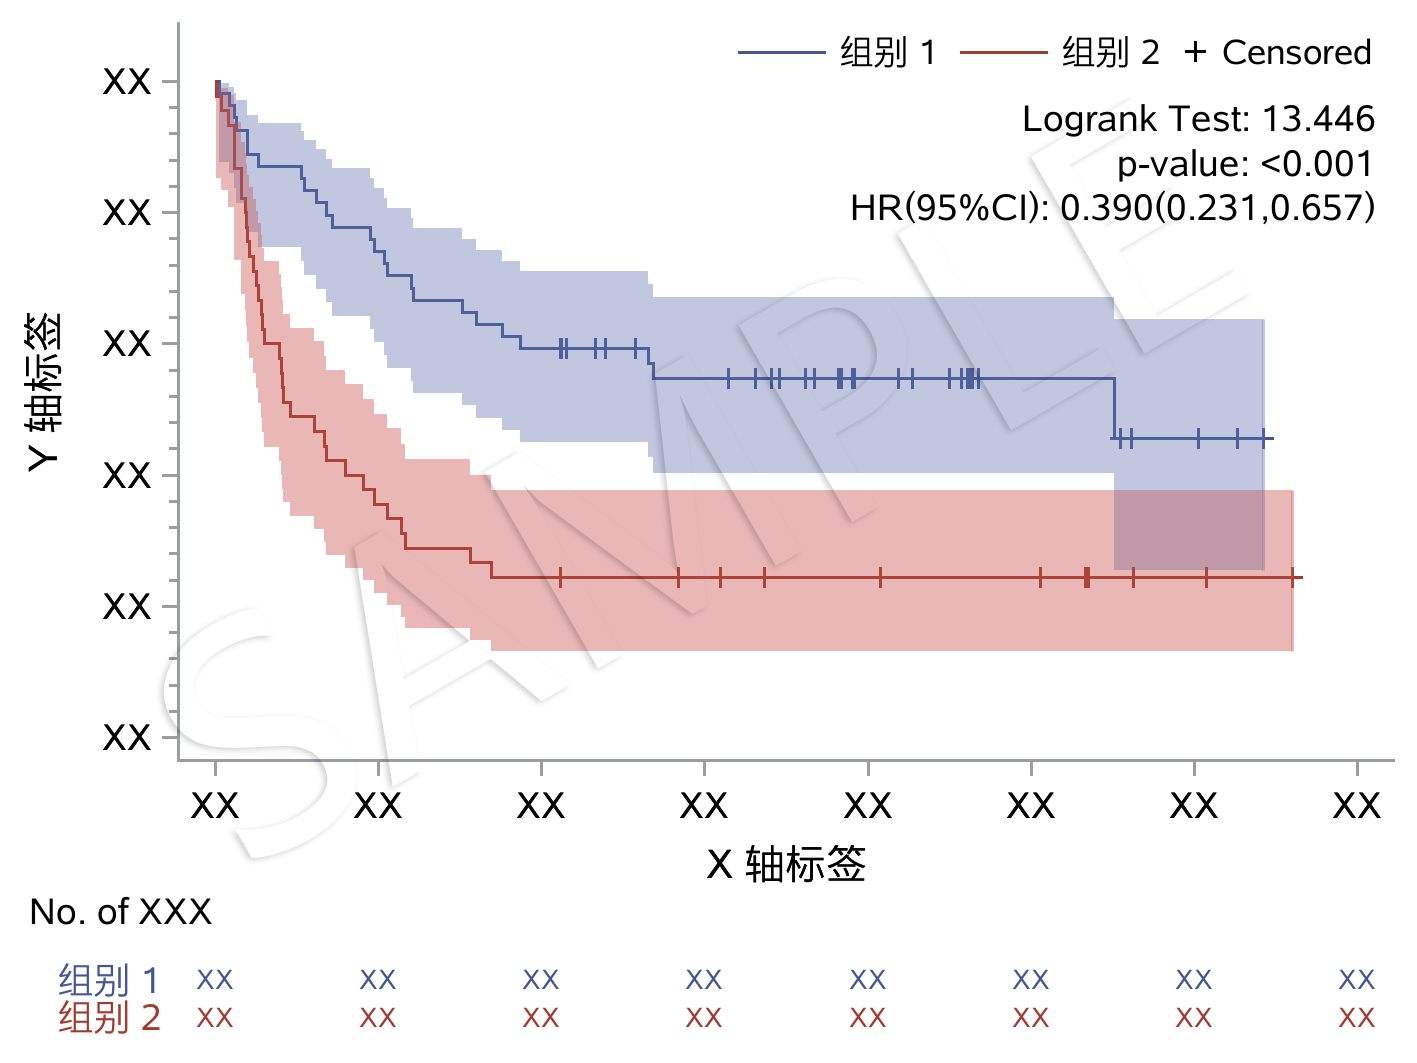 组别 1 组别 2 + Censored
Logrank Test: 13.446
p-value: <0.001
HR(95%CI): 0.390(0.231,0.657)
XX
XX
XX
XX
XX
XX
Y 轴标签
XX XX XX XX XX XX XX XX
X 轴标签
No. of XXX
组别 1 XX XX XX XX XX XX XX XX
组别 2 XX XX XX XX XX XX XX XX
SAMPLE